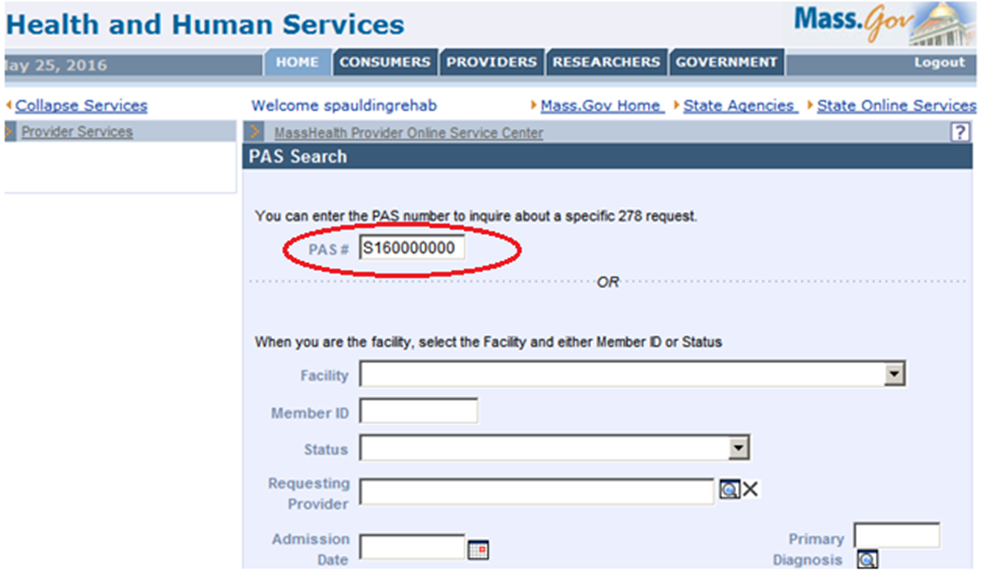 Health and Human Services
Mass.Gov
May 25, 2016
HOME CONSUMERS PROVIDERS RESEARCHERS GOVERNMENT Logout
Collapse Services Welcome spauldingrehab Mass.Gov Home State Agencies State Online Services
Provider Services MassHealth Provider Online Service Center ?
PAS Search
You can enter the PAS number to inquire about a specific 278 request.
PAS # S160000000
OR
When you are the facility, select the Facility and either Member ID or Status
Facility
Member ID
Status
Requesting
Provider
Admission
Date
Primary
Diagnosis